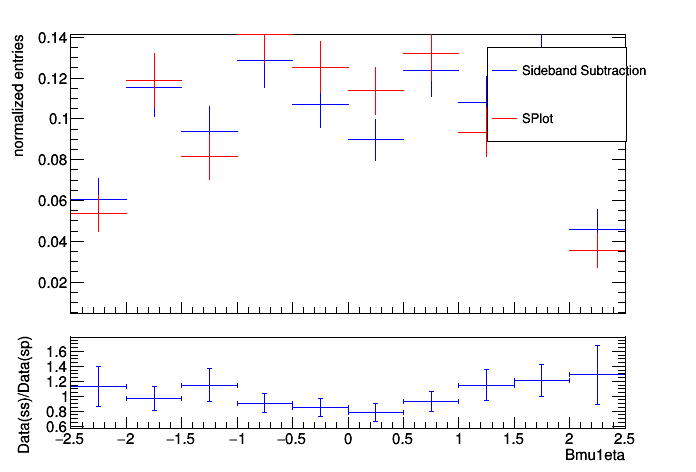 normalized entries
0.14
0.12
0.1
0.08
0.06
0.04
0.02
Sideband Subtraction
SPlot
Data(ss)/Data(sp)
1.6
1.4
1.2
1
0.8
0.6
−2.5 −2 −1.5 −1 −0.5 0 0.5 1 1.5 2 2.5
Bmu1eta